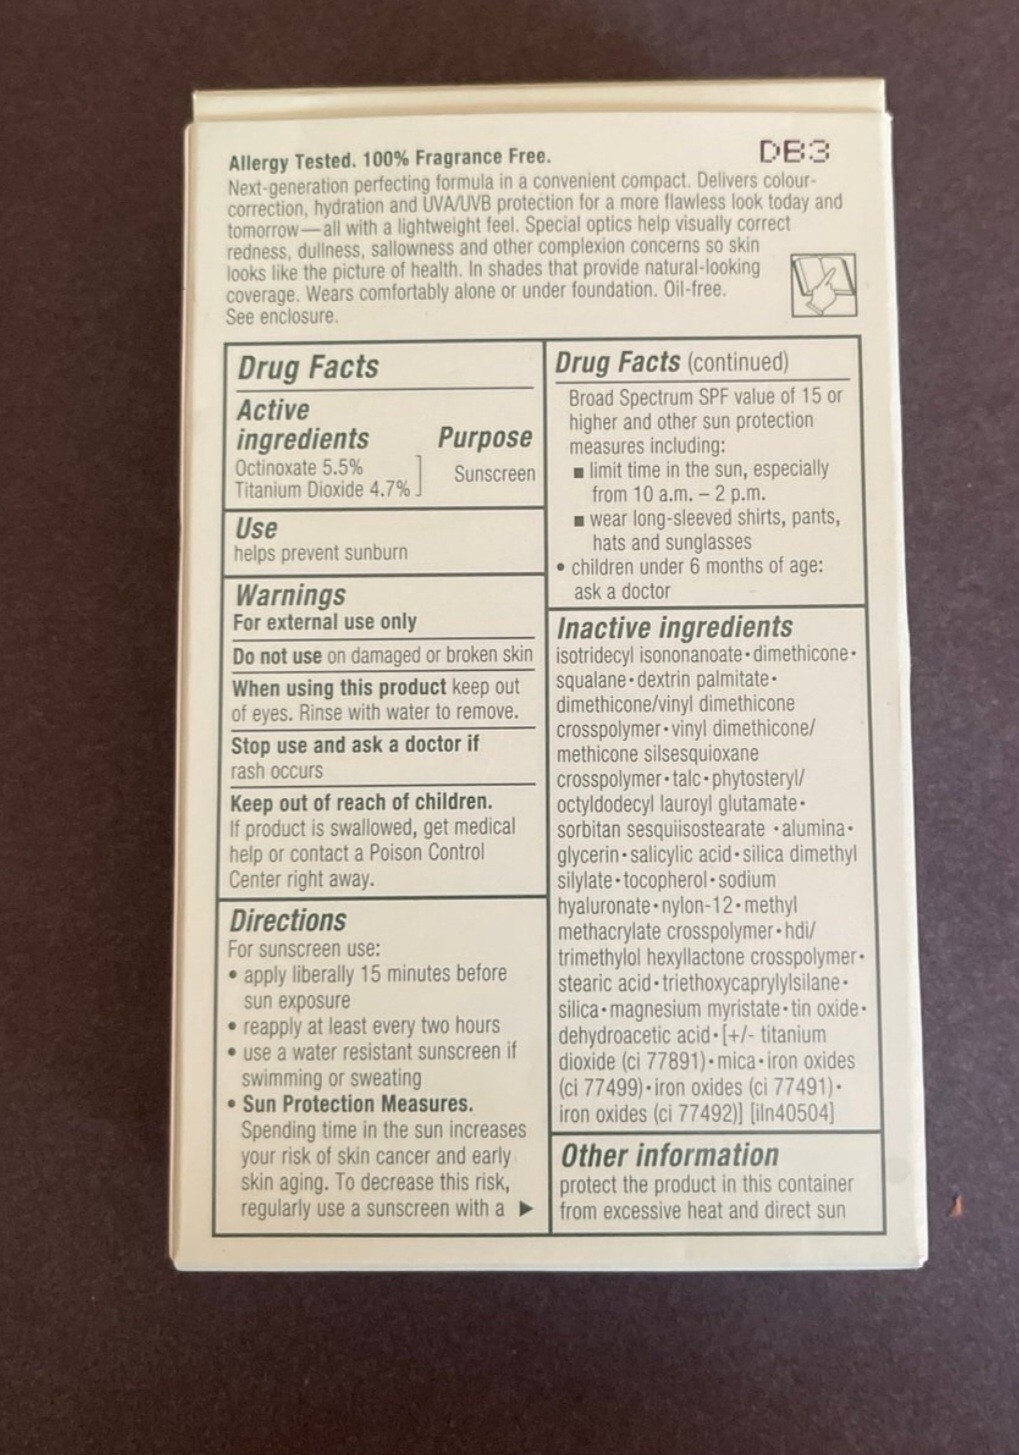 Allergy Tested. 100% Fragrance Free.
DB3
Next-generation perfecting formula in a convenient compact. Delivers colour-
correction, hydration and UVA/UVB protection for a more flawless look today and
tomorrow—all with a lightweight feel. Special optics help visually correct
redness, dullness, sallowness and other complexion concerns so skin
looks like the picture of health. In shades that provide natural-looking
coverage. Wears comfortably alone or under foundation. Oil-free.
See enclosure.
Drug Facts
Active
ingredients Purpose
Octinoxate 5.5%
Titanium Dioxide 4.7% Sunscreen
Use
helps prevent sunburn
Warnings
For external use only
Do not use on damaged or broken skin
When using this product keep out
of eyes. Rinse with water to remove.
Stop use and ask a doctor if
rash occurs
Keep out of reach of children.
If product is swallowed, get medical
help or contact a Poison Control
Center right away.
Directions
For sunscreen use:
• apply liberally 15 minutes before
sun exposure
• reapply at least every two hours
• use a water resistant sunscreen if
swimming or sweating
• Sun Protection Measures.
Spending time in the sun increases
your risk of skin cancer and early
skin aging. To decrease this risk,
regularly use a sunscreen with a ▶
Drug Facts (continued)
Broad Spectrum SPF value of 15 or
higher and other sun protection
measures including:
■ limit time in the sun, especially
from 10 a.m. – 2 p.m.
■ wear long-sleeved shirts, pants,
hats and sunglasses
• children under 6 months of age:
ask a doctor
Inactive ingredients
isotridecyl isononanoate • dimethicone •
squalane • dextrin palmitate •
dimethicone/vinyl dimethicone
crosspolymer • vinyl dimethicone/
methicone silsesquioxane
crosspolymer • talc • phytosteryl/
octyldodecyl lauroyl glutamate •
sorbitan sesquiisostearate • alumina •
glycerin • salicylic acid • silica dimethyl
silylate • tocopherol • sodium
hyaluronate • nylon-12 • methyl
methacrylate crosspolymer • hdi/
trimethylol hexyllactone crosspolymer •
stearic acid • triethoxycaprylylsilane •
silica • magnesium myristate • tin oxide •
dehydroacetic acid • [+/- titanium
dioxide (ci 77891) • mica • iron oxides
(ci 77499) • iron oxides (ci 77491) •
iron oxides (ci 77492)] [iln40504]
Other information
protect the product in this container
from excessive heat and direct sun